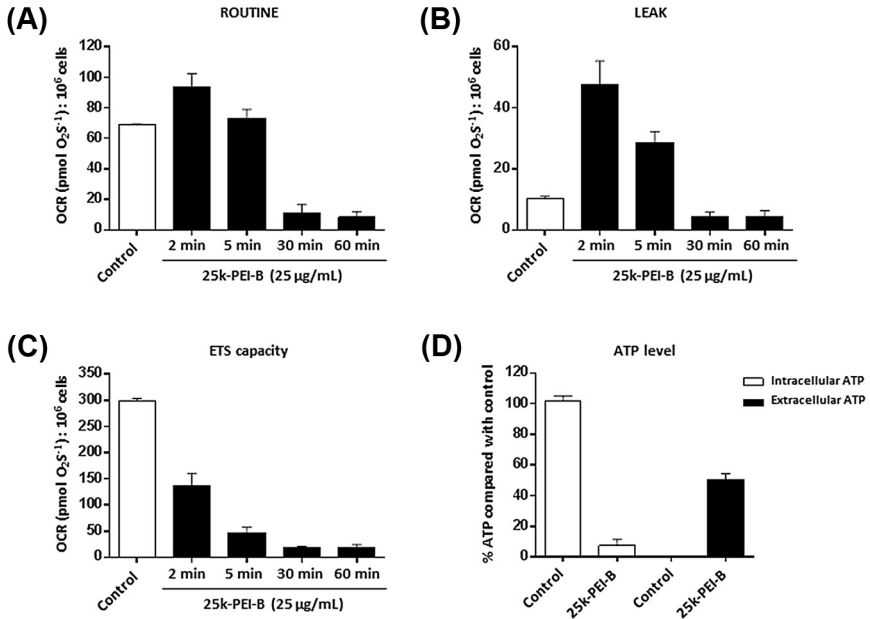 (A)
ROUTINE
OCR (pmol O₂S⁻¹) : 10⁶ cells
120
100
80
60
40
20
0
Control
2 min 5 min 30 min 60 min
25k-PEI-B (25 µg/mL)
(B)
LEAK
OCR (pmol O₂S⁻¹) : 10⁶ cells
60
40
20
0
Control
2 min 5 min 30 min 60 min
25k-PEI-B (25 µg/mL)
(C)
ETS capacity
OCR (pmol O₂S⁻¹) : 10⁶ cells
350
300
250
200
150
100
50
0
Control
2 min 5 min 30 min 60 min
25k-PEI-B (25 µg/mL)
(D)
ATP level
% ATP compared with control
120
100
80
60
40
20
0
Control
25k-PEI-B
Control
25k-PEI-B
Intracellular ATP
Extracellular ATP